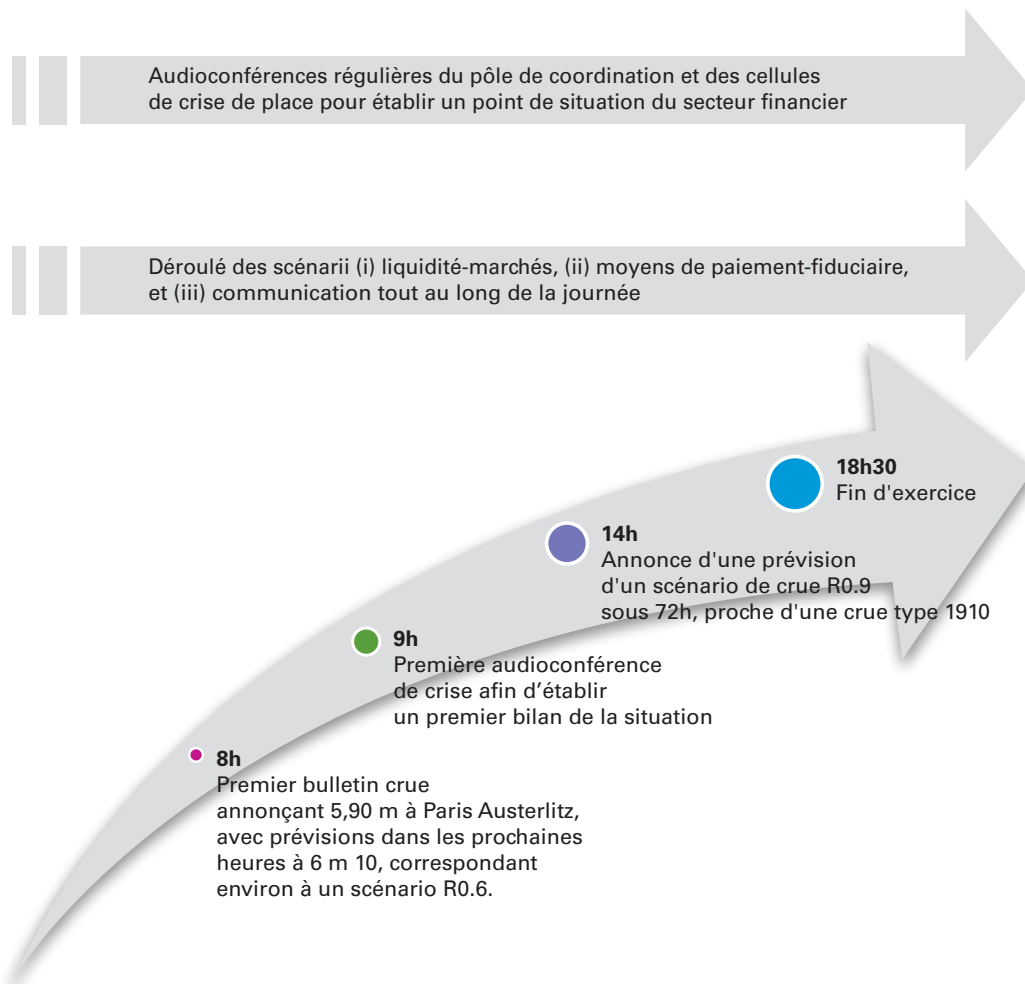 Audioconférences régulières du pôle de coordination et des cellules
de crise de place pour établir un point de situation du secteur financier
Déroulé des scénarii (i) liquidité-marchés, (ii) moyens de paiement-fiduciaire,
et (iii) communication tout au long de la journée
18h30
Fin d'exercice
14h
Annonce d'une prévision
d'un scénario de crue R0.9
sous 72h, proche d'une crue type 1910
9h
Première audioconférence
de crise afin d’établir
un premier bilan de la situation
8h
Premier bulletin crue
annonçant 5,90 m à Paris Austerlitz,
avec prévisions dans les prochaines
heures à 6 m 10, correspondant
environ à un scénario R0.6.